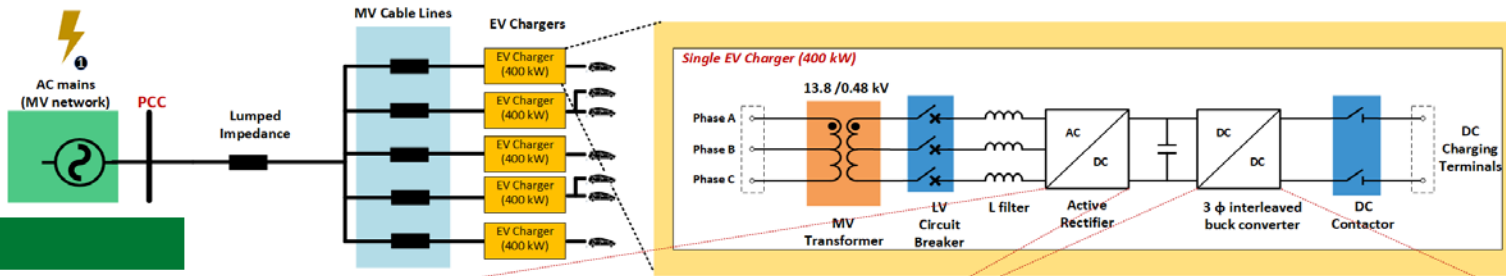 MV Cable Lines
EV Chargers
❶
AC mains
(MV network)
PCC
Lumped
Impedance
EV Charger
(400 kW)
EV Charger
(400 kW)
EV Charger
(400 kW)
EV Charger
(400 kW)
EV Charger
(400 kW)
Single EV Charger (400 kW)
13.8 /0.48 kV
Phase A
Phase B
Phase C
AC
DC
DC
DC
MV
Transformer
LV
Circuit
Breaker
L filter
Active
Rectifier
3 ϕ interleaved
buck converter
DC
Contactor
DC
Charging
Terminals